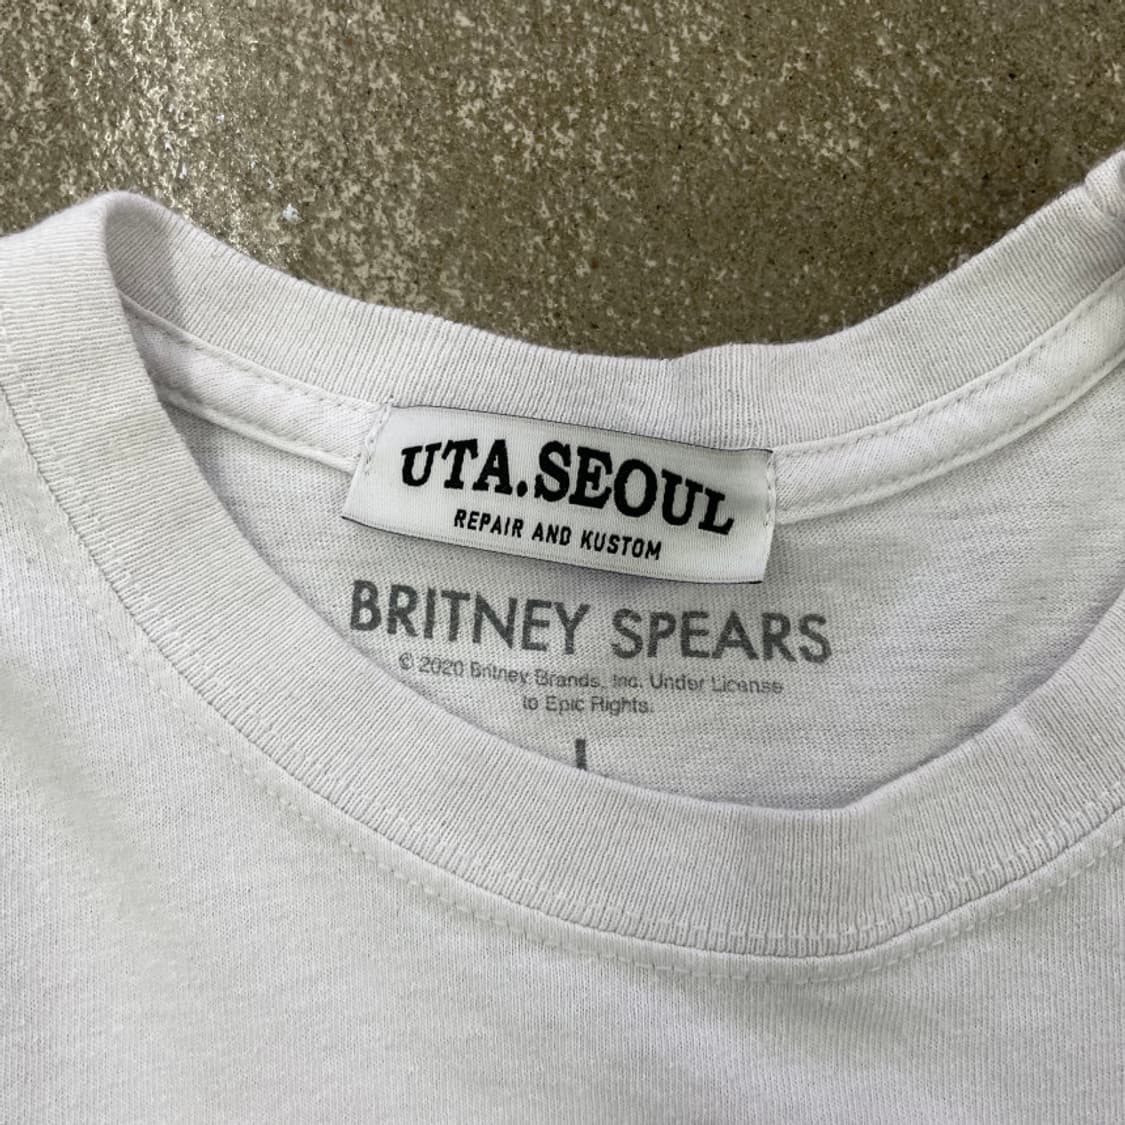 UTA.SEOUL
REPAIR AND KUSTOM
BRITNEY SPEARS
© 2020 Britney Brands, Inc. Under License
to Epic Rights.